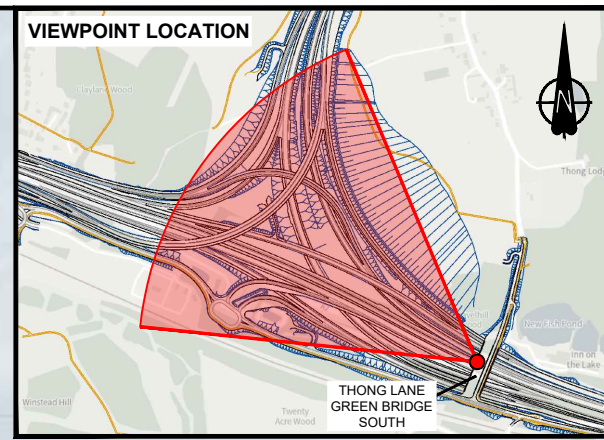 VIEWPOINT LOCATION
N
Claylane Wood
Thong Lodg
New Fish Pond
Inn on
the Lake
THONG LANE
GREEN BRIDGE
SOUTH
Winstead Hill
Twenty
Acre Wood